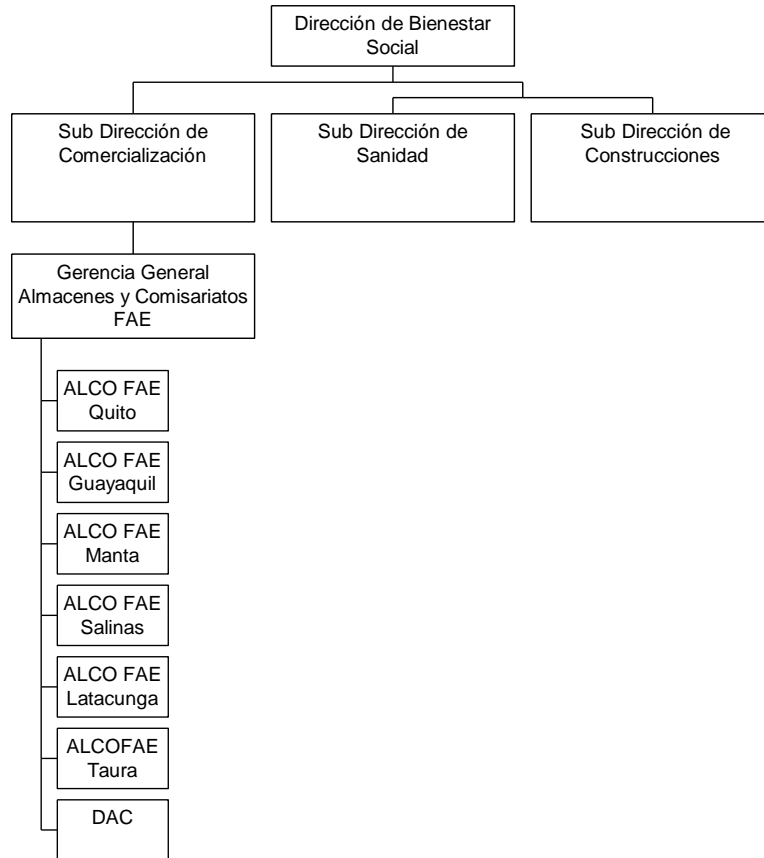 Dirección de Bienestar
Social
Sub Dirección de
Comercialización
Sub Dirección de
Sanidad
Sub Dirección de
Construcciones
Gerencia General
Almacenes y Comisariatos
FAE
ALCO FAE
Quito
ALCO FAE
Guayaquil
ALCO FAE
Manta
ALCO FAE
Salinas
ALCO FAE
Latacunga
ALCOFAE
Taura
DAC